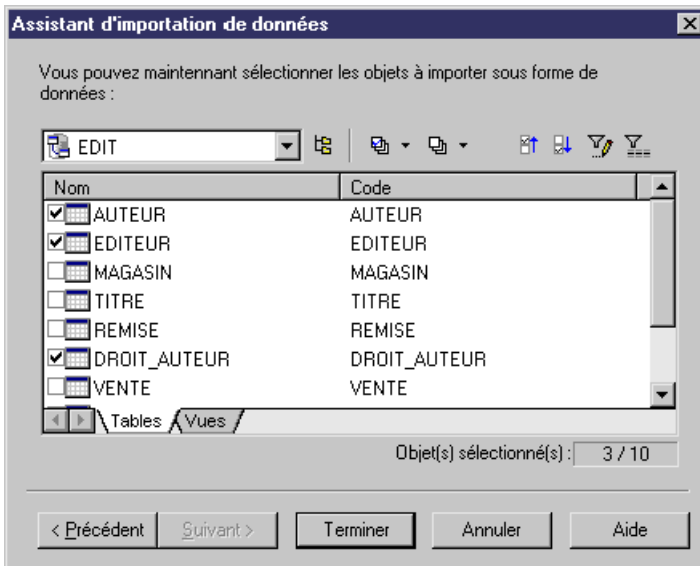 Assistant d'importation de données
Vous pouvez maintennant sélectionner les objets à importer sous forme de
données :
EDIT
Nom Code
AUTEUR AUTEUR
EDITEUR EDITEUR
MAGASIN MAGASIN
TITRE TITRE
REMISE REMISE
DROIT_AUTEUR DROIT_AUTEUR
VENTE VENTE
Tables Vues
Objet(s) sélectionné(s) : 3 / 10
< Précédent Suivant > Terminer Annuler Aide